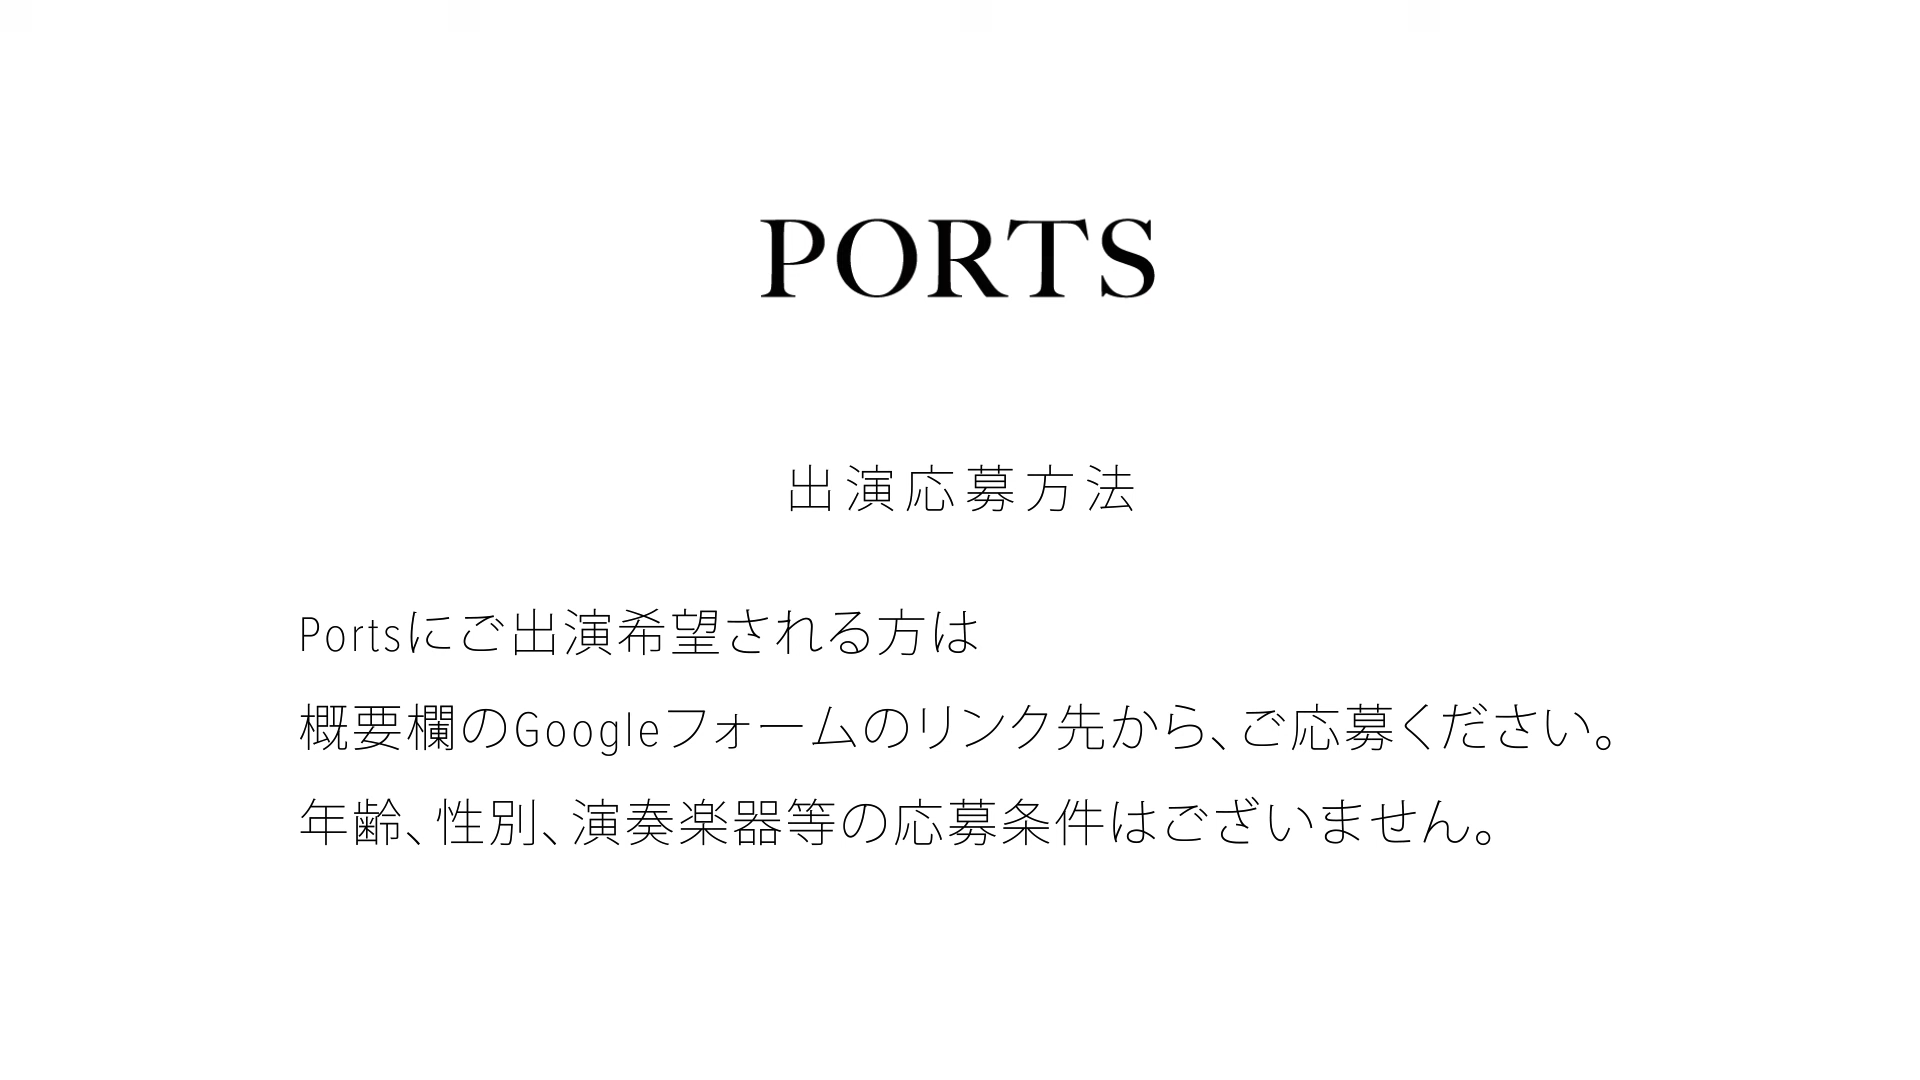 PORTS
出演応募方法
Portsにご出演希望される方は
概要欄のGoogleフォームのリンク先から、ご応募ください。
年齢、性別、演奏楽器等の応募条件はございません。